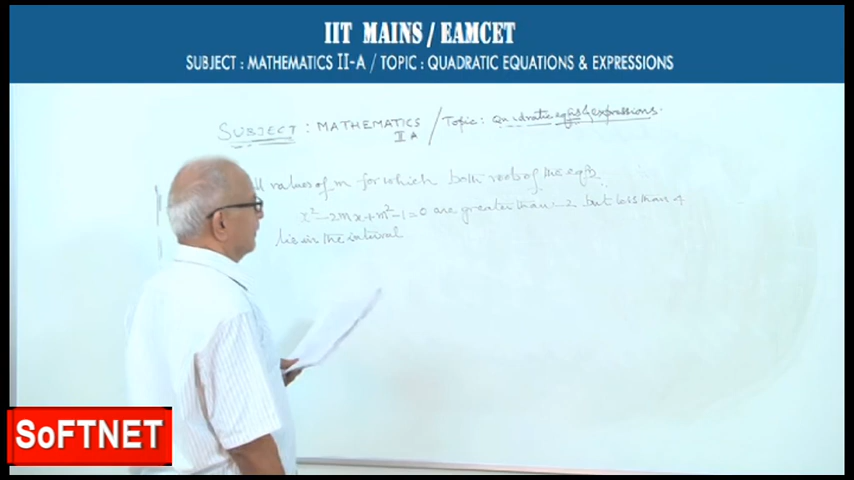 IIT MAINS / EAMCET
SUBJECT : MATHEMATICS II-A / TOPIC : QUADRATIC EQUATIONS & EXPRESSIONS
SUBJECT : MATHEMATICS II A / Topic: Quadratic eqns & expressions.
values of m for which both roots of the eqn
x² - 2mx + m² - 1 = 0 are greater than -2 but less than 4
lie in the interval
SoFTNET